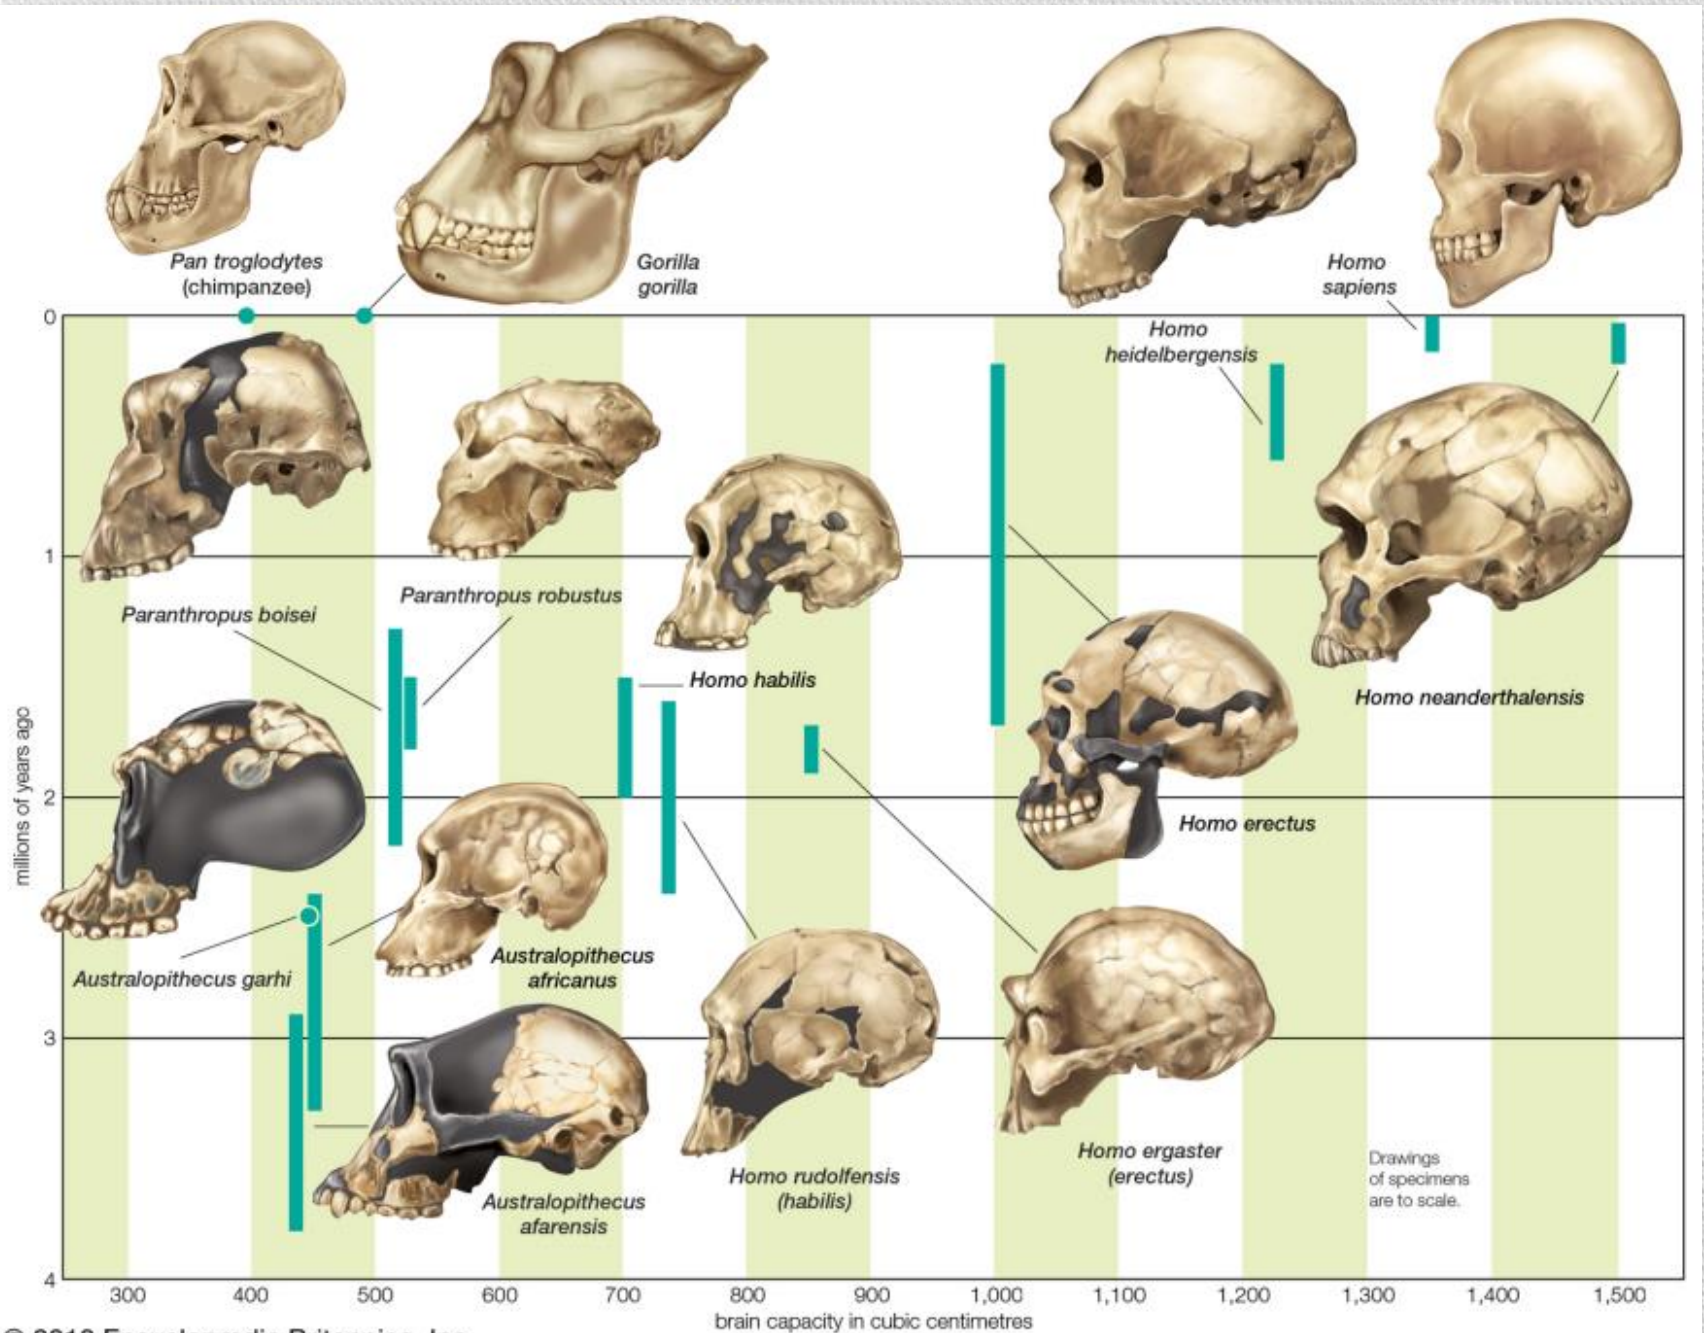 Pan troglodytes
(chimpanzee)
Gorilla
gorilla
Homo
sapiens
Homo
heidelbergensis
0
1
Paranthropus boisei
Paranthropus robustus
Homo habilis
Homo neanderthalensis
millions of years ago
2
Homo erectus
Australopithecus garhi
Australopithecus
africanus
3
Homo rudolfensis
(habilis)
Homo ergaster
(erectus)
Drawings
of specimens
are to scale.
Australopithecus
afarensis
4
300 400 500 600 700 800 900 1,000 1,100 1,200 1,300 1,400 1,500
brain capacity in cubic centimetres